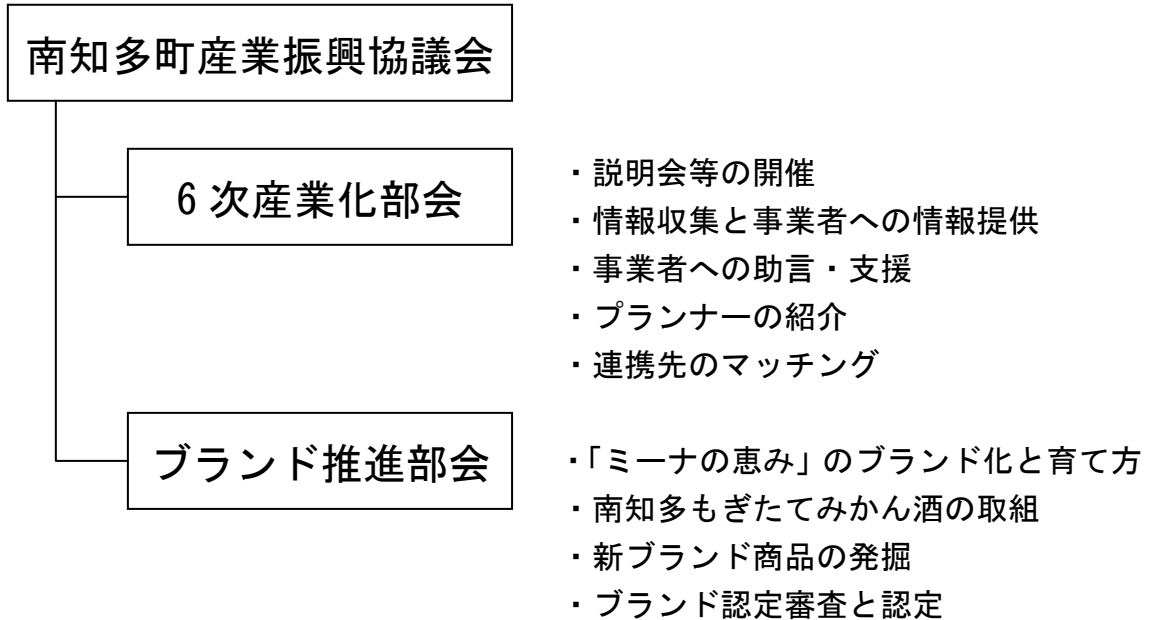 南知多町産業振興協議会
6次産業化部会
・説明会等の開催
・情報収集と事業者への情報提供
・事業者への助言・支援
・プランナーの紹介
・連携先のマッチング
ブランド推進部会
・「ミーナの恵み」のブランド化と育て方
・南知多もぎたてみかん酒の取組
・新ブランド商品の発掘
・ブランド認定審査と認定